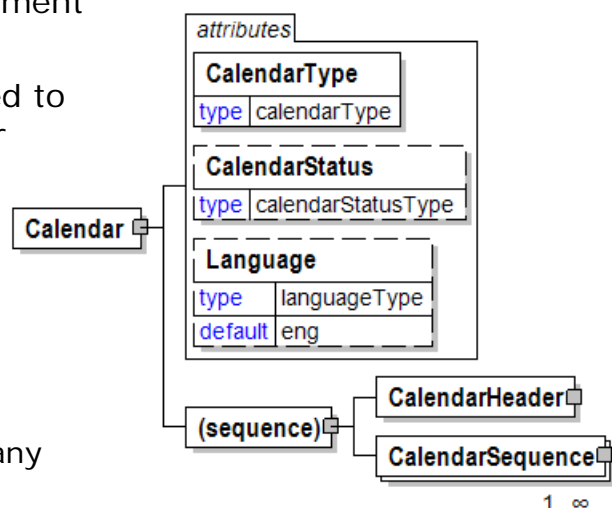 ment
attributes
CalendarType
type calendarType
ed to
CalendarStatus
type calendarStatusType
Calendar
Language
type languageType
default eng
CalendarHeader
(sequence)
any
CalendarSequence
1 ∞